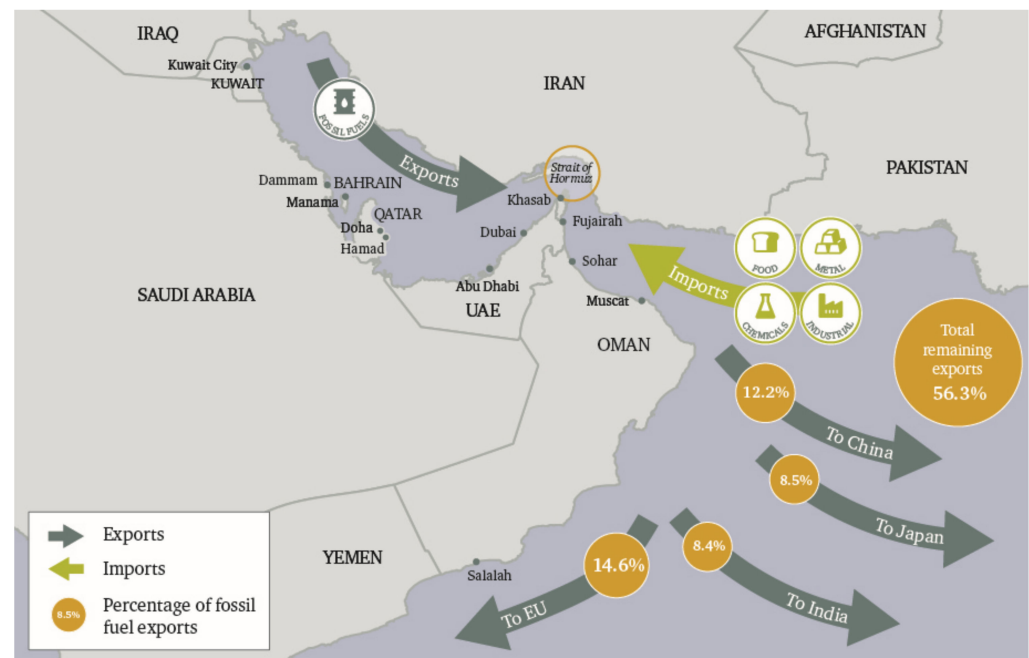 IRAQ
AFGHANISTAN
Kuwait City
KUWAIT
IRAN
FOSSIL FUELS
Exports
Strait of
Hormuz
PAKISTAN
Dammam
BAHRAIN
Manama
Khasab
QATAR
Doha
Hamad
Dubai
Fujairah
Sohar
FOOD
METAL
Imports
CHEMICALS
INDUSTRIAL
Abu Dhabi
UAE
Muscat
SAUDI ARABIA
OMAN
Total
remaining
exports
56.3%
12.2%
To China
8.5%
To Japan
8.4%
To India
14.6%
To EU
YEMEN
Salalah
Exports
Imports
8.5%
Percentage of fossil
fuel exports